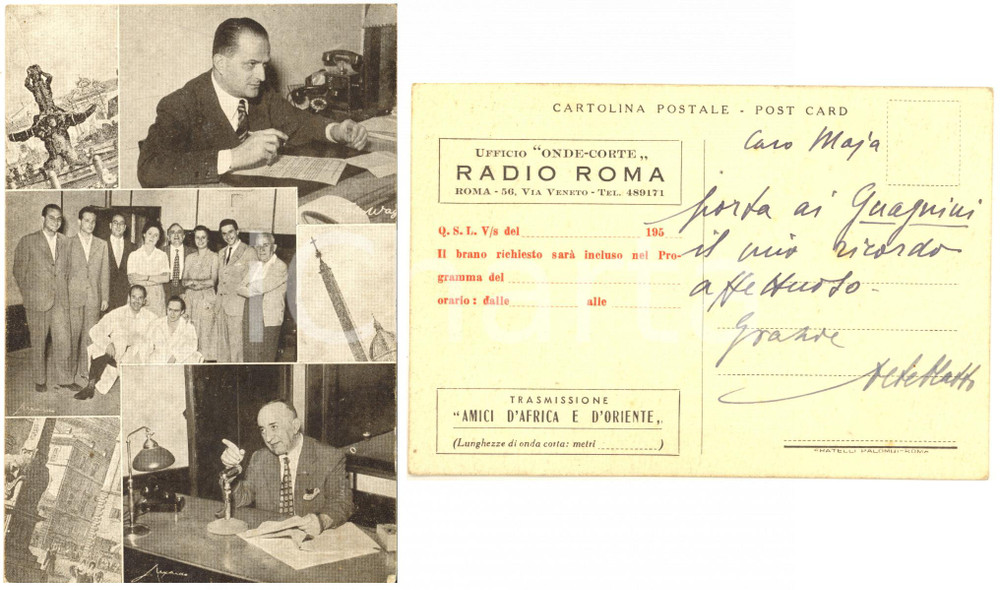 CARTOLINA POSTALE - POST CARD
UFFICIO "ONDE-CORTE„
RADIO ROMA
ROMA - 56, VIA VENETO - TEL. 489171
Q. S. L. V/s del 195
Il brano richiesto sarà incluso nel Pro-
gramma del
orario: dalle alle
TRASMISSIONE
"AMICI D'AFRICA E D'ORIENTE„
(Lunghezze di onda corta: metri )
Caro Maja
porta ai Guagnini
il mio ricordo
affettuoso.
Grazie
FRATELLI PALOMBI-ROMA